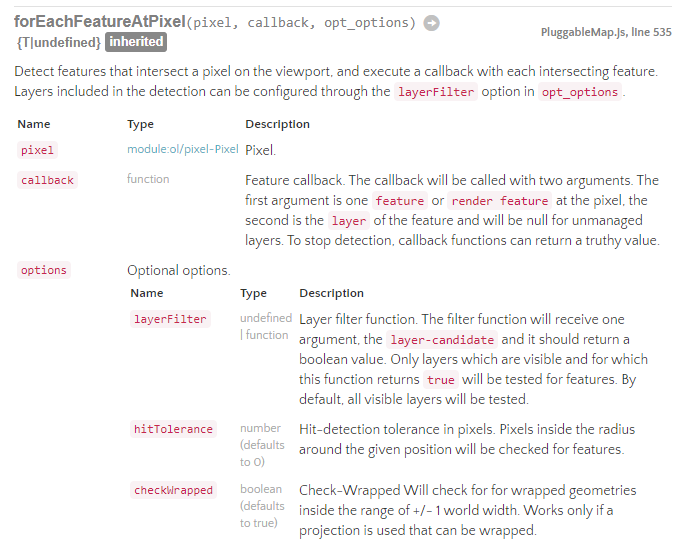 forEachFeatureAtPixel(pixel, callback, opt_options)
{T|undefined} inherited
PluggableMap.js, line 535
Detect features that intersect a pixel on the viewport, and execute a callback with each intersecting feature.
Layers included in the detection can be configured through the layerFilter option in opt_options.
Name Type Description
pixel module:ol/pixel-Pixel Pixel.
callback function Feature callback. The callback will be called with two arguments. The
first argument is one feature or render feature at the pixel, the
second is the layer of the feature and will be null for unmanaged
layers. To stop detection, callback functions can return a truthy value.
options Optional options.
Name Type Description
layerFilter undefined Layer filter function. The filter function will receive one
| function argument, the layer-candidate and it should return a
boolean value. Only layers which are visible and for which
this function returns true will be tested for features. By
default, all visible layers will be tested.
hitTolerance number Hit-detection tolerance in pixels. Pixels inside the radius
(defaults around the given position will be checked for features.
to 0)
checkWrapped boolean Check-Wrapped Will check for for wrapped geometries
(defaults inside the range of +/- 1 world width. Works only if a
to true) projection is used that can be wrapped.